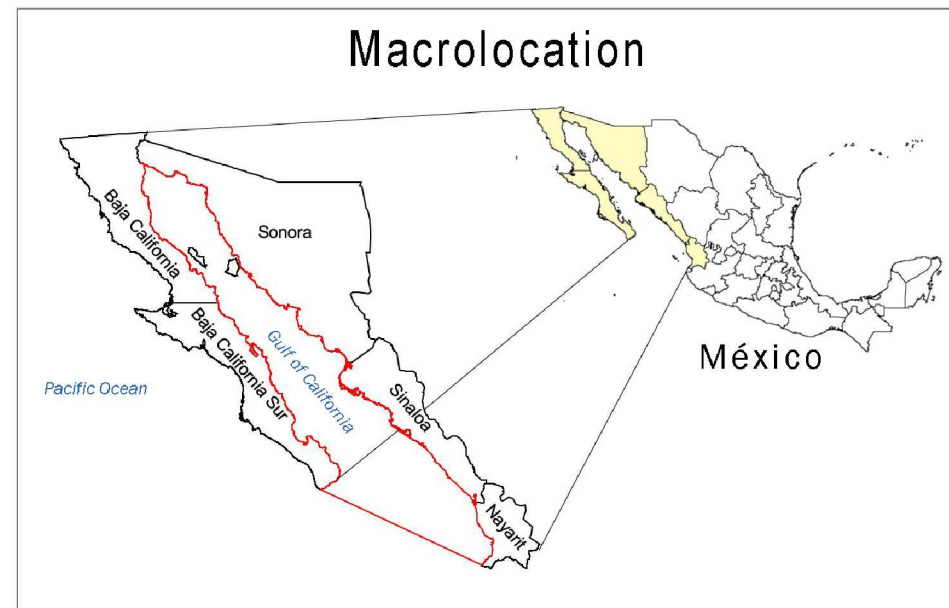 Macrolocation
Baja California
Sonora
Baja California Sur
Gulf of California
Pacific Ocean
Sinaloa
Nayarit
México